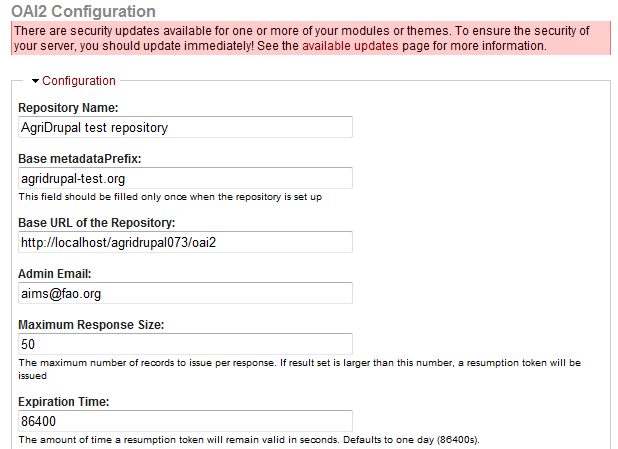 OAI2 Configuration
There are security updates available for one or more of your modules or themes. To ensure the security of
your server, you should update immediately! See the available updates page for more information.
Configuration
Repository Name:
AgriDrupal test repository
Base metadataPrefix:
agridrupal-test.org
This field should be filled only once when the repository is set up
Base URL of the Repository:
http://localhost/agridrupal073/oai2
Admin Email:
aims@fao.org
Maximum Response Size:
50
The maximum number of records to issue per response. If result set is larger than this number, a resumption token will be
issued
Expiration Time:
86400
The amount of time a resumption token will remain valid in seconds. Defaults to one day (86400s).